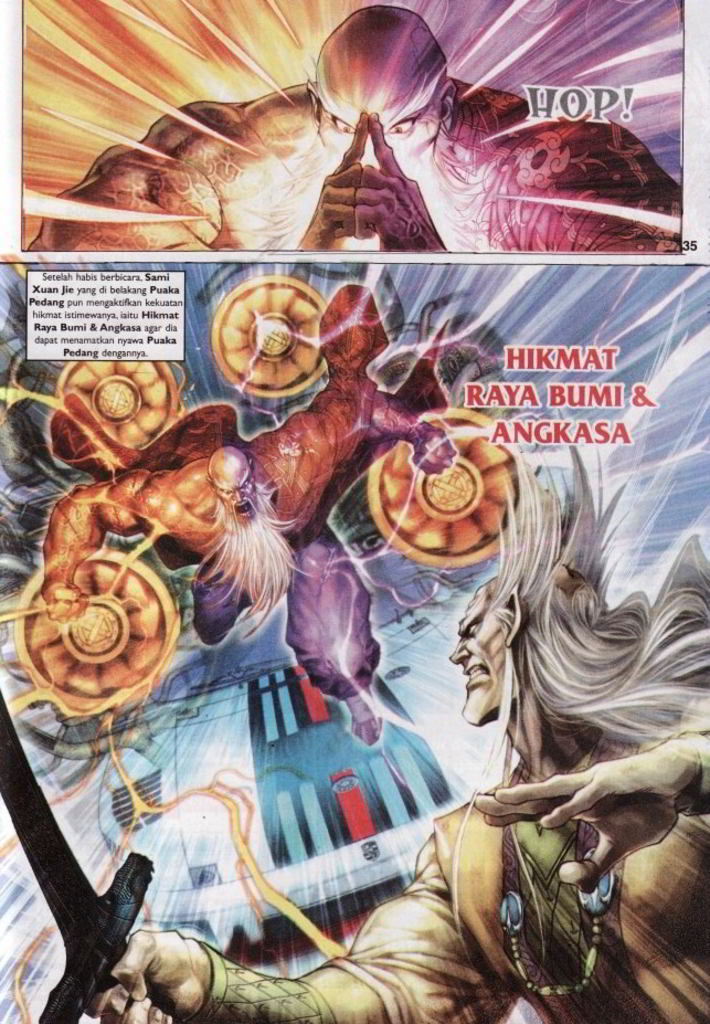 HOP!
35
Setelah habis berbicara, Sami
Xuan Jie yang di belakang Puaka
Pedang pun mengaktifkan kekuatan
hikmat istimewanya, iaitu Hikmat
Raya Bumi & Angkasa agar dia
dapat menamatkan nyawa Puaka
Pedang dengannya.
HIKMAT
RAYA BUMI &
ANGKASA